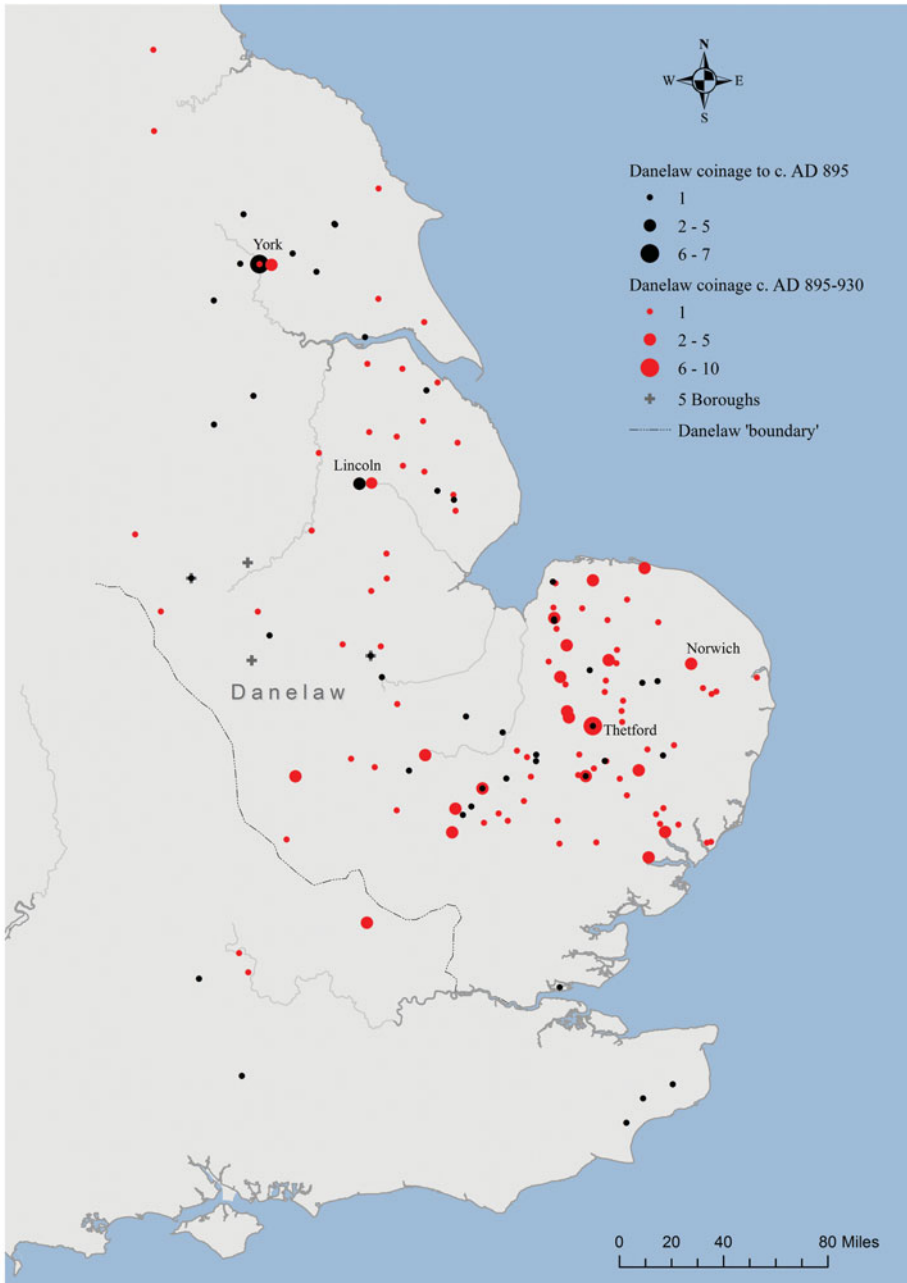 N
W E
S
Danelaw coinage to c. AD 895
1
2 - 5
6 - 7
Danelaw coinage c. AD 895-930
1
2 - 5
6 - 10
5 Boroughs
Danelaw 'boundary'
York
Lincoln
Norwich
Danelaw
Thetford
0 20 40 80 Miles